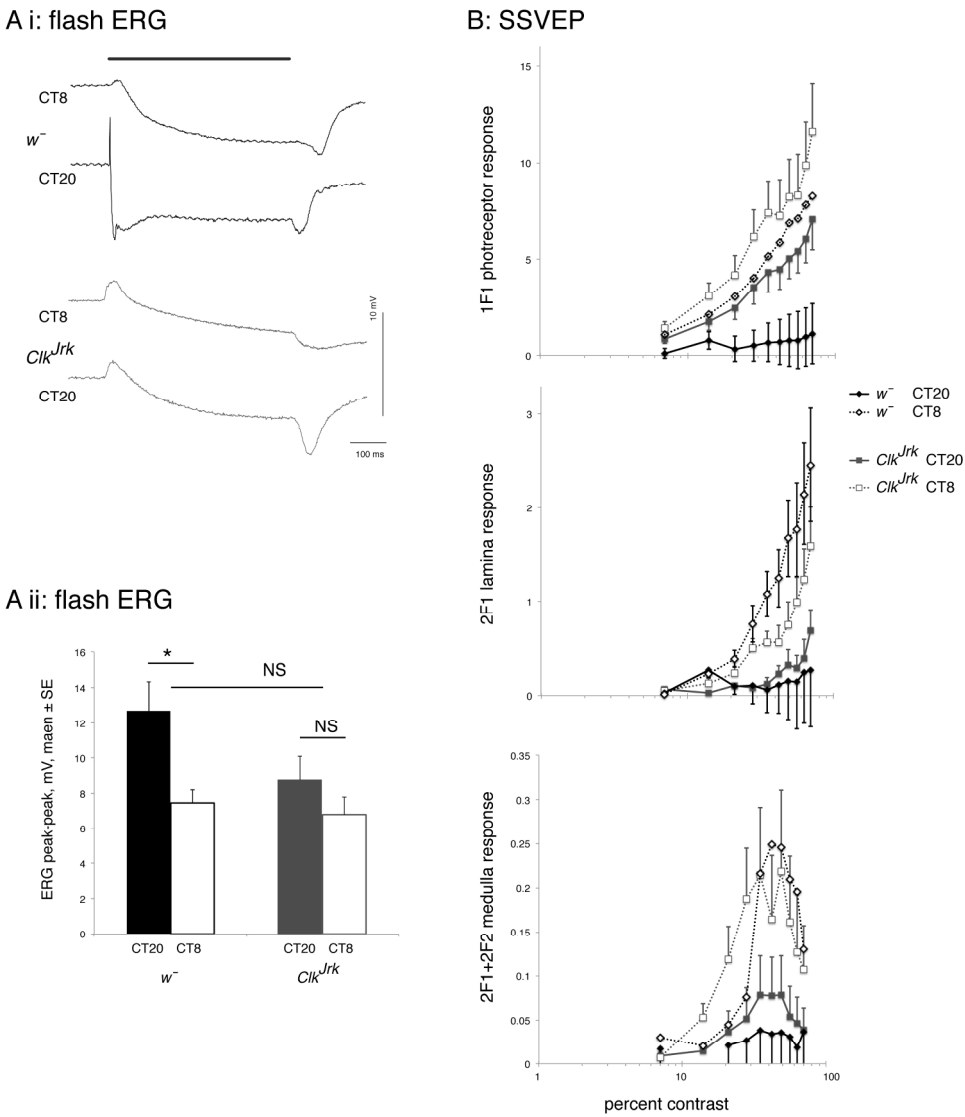 A i: flash ERG
CT8
w⁻
CT20
CT8
Clk^Jrk
CT20
10 mV
100 ms
A ii: flash ERG
ERG peak-peak, mV, maen ± SE
16
14
12
10
8
6
4
2
0
*
NS
NS
CT20 CT8
CT20 CT8
w⁻
Clk^Jrk
B: SSVEP
1F1 photreceptor response
15
10
5
0
w⁻ CT20
w⁻ CT8
Clk^Jrk CT20
Clk^Jrk CT8
2F1 lamina response
3
2
1
0
2F1+2F2 medulla response
0.35
0.3
0.25
0.2
0.15
0.1
0.05
0
1
10
100
percent contrast